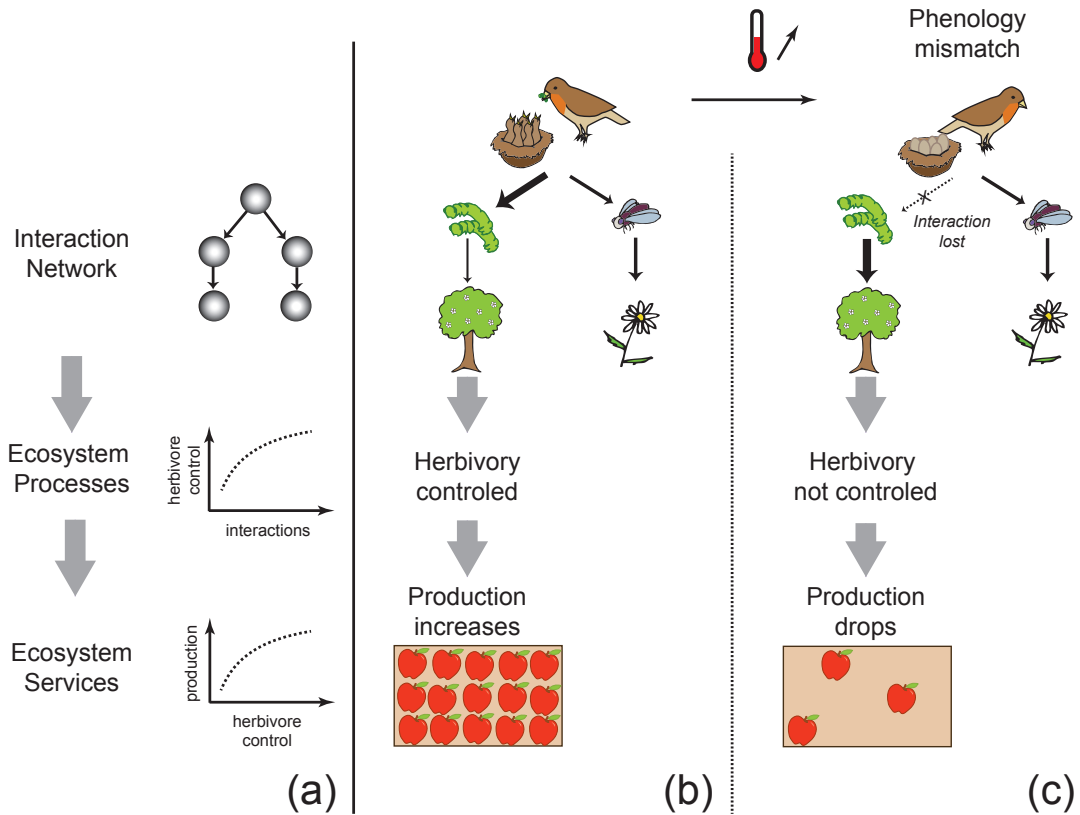 Phenology
mismatch
Interaction
Network
Interaction
lost
Ecosystem
Processes
herbivore
control
interactions
Herbivory
controled
Herbivory
not controled
Ecosystem
Services
production
herbivore
control
Production
increases
Production
drops
(a)
(b)
(c)